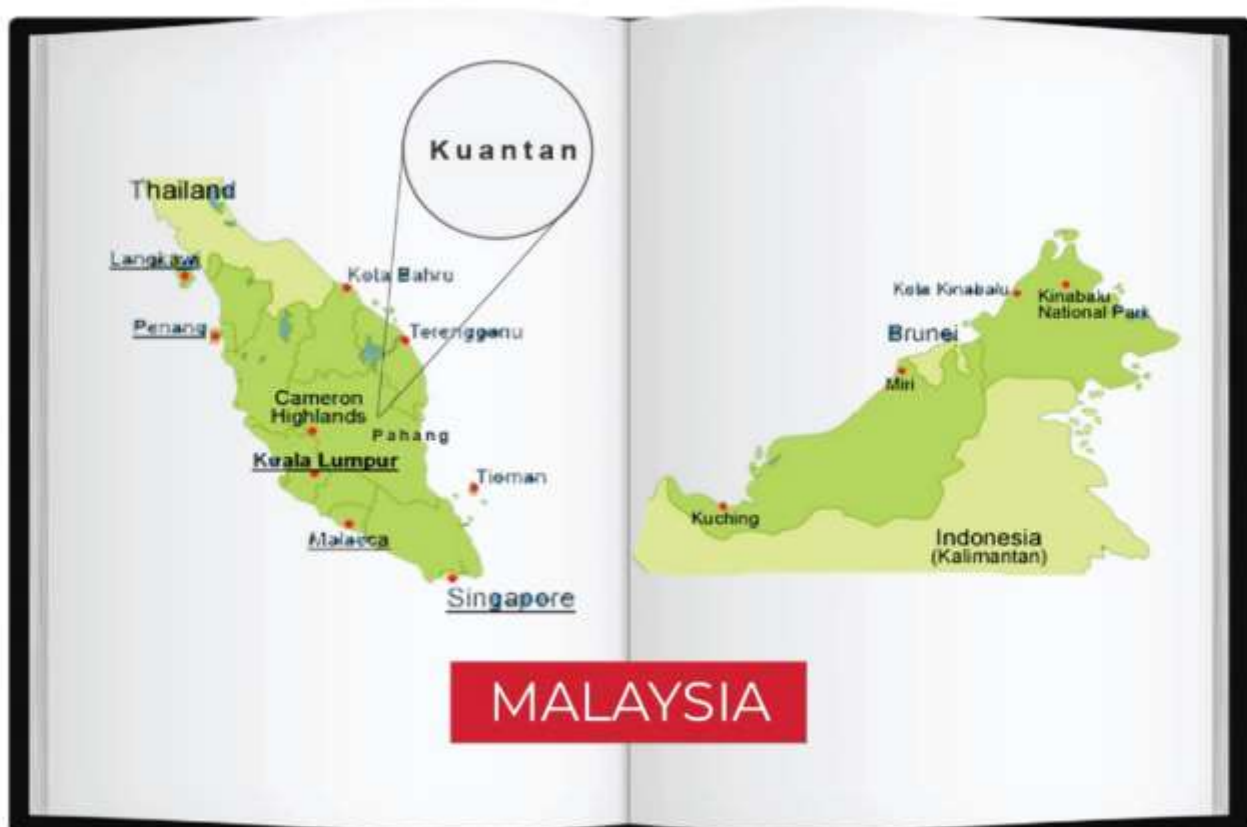 Kuantan
Thailand
Langkawi
Kota Bahru
Penang
Terengganu
Cameron
Highlands
Pahang
Kuala Lumpur
Tioman
Malacca
Singapore
Kota Kinabalu
Kinabalu
National Park
Brunei
Miri
Kuching
Indonesia
(Kalimantan)
MALAYSIA